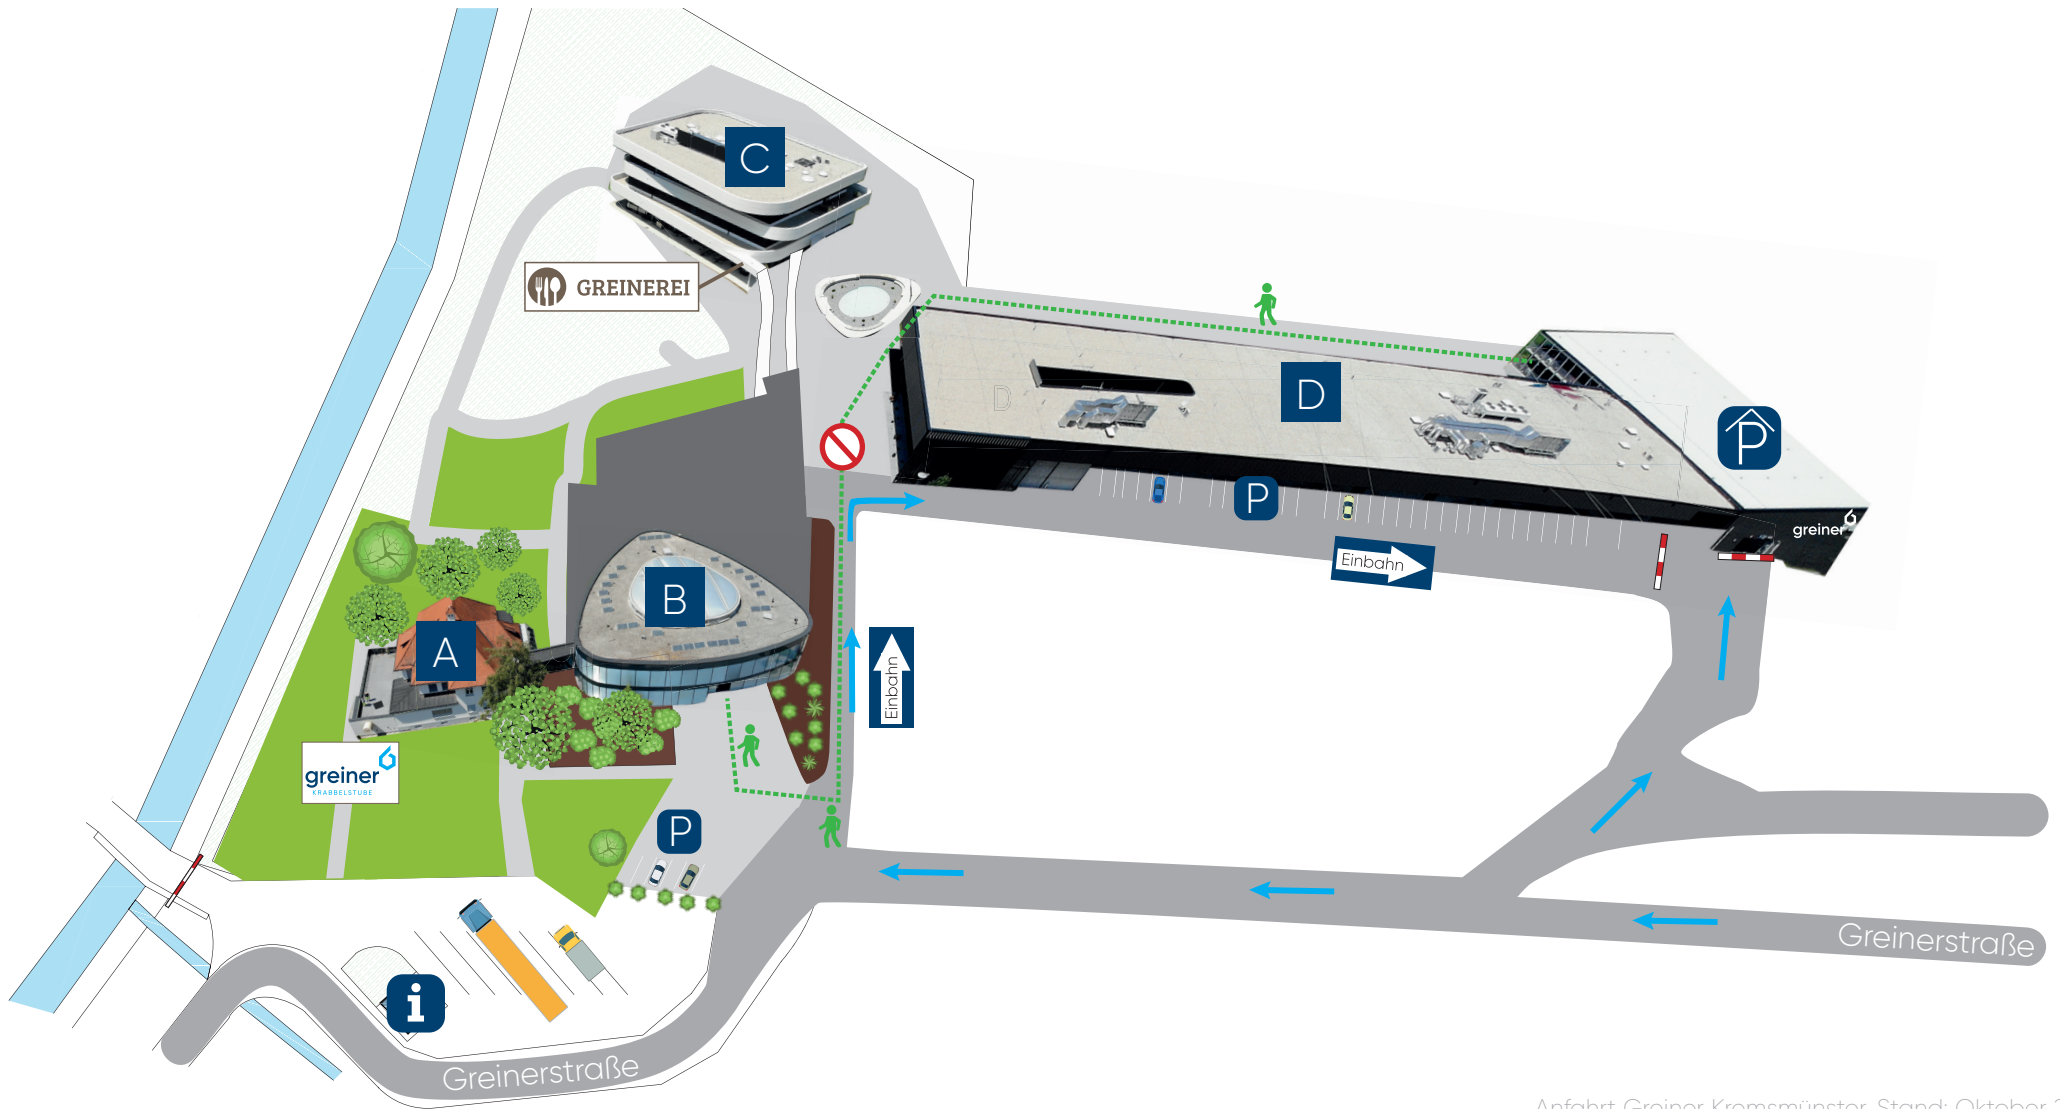 C
GREINEREI
D
D
P
P
greiner
Einbahn
B
A
Einbahn
greiner
KRABBELSTUBE
P
Greinerstraße
i
Greinerstraße
Anfahrt Greiner Kremsmünster, Stand: Oktober